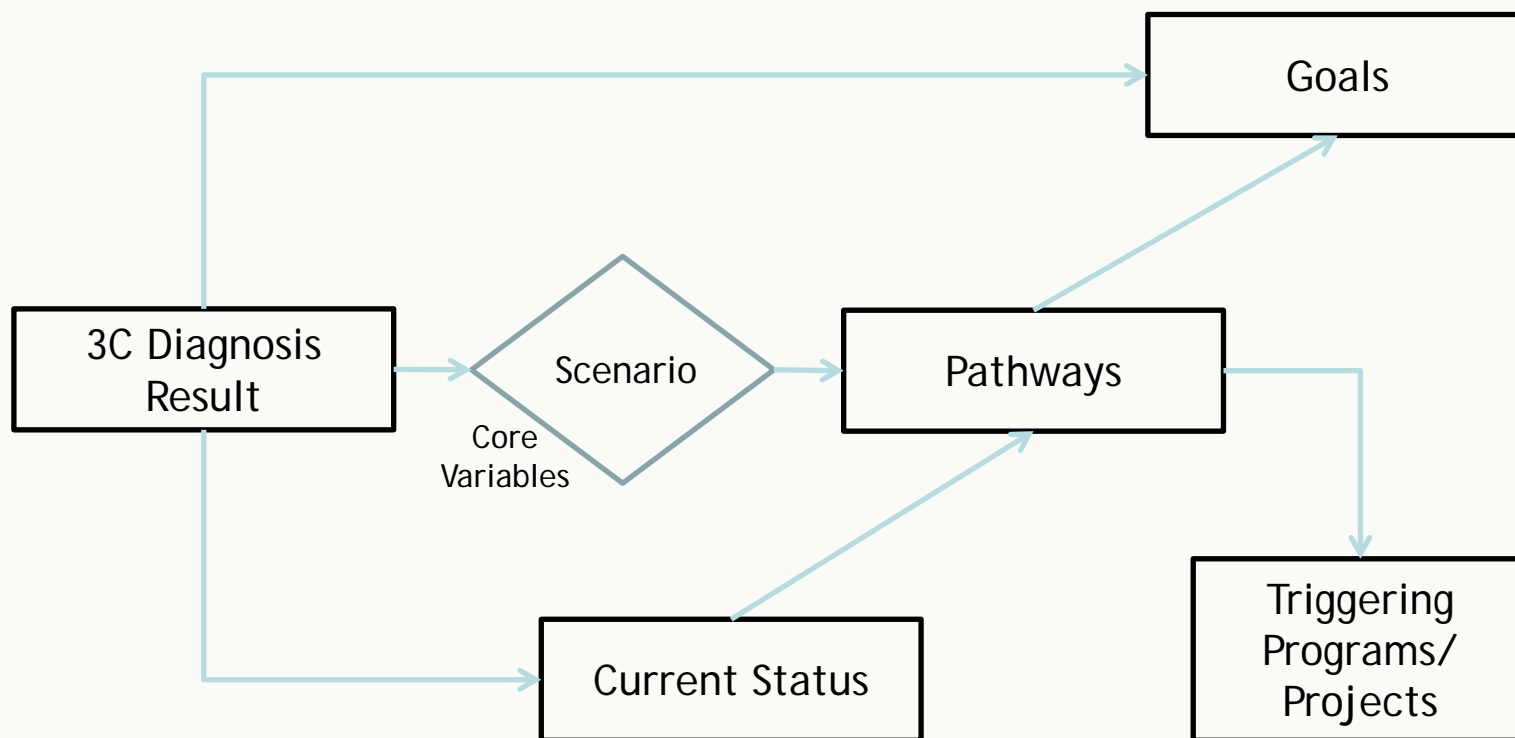 Goals
3C Diagnosis
Result
Scenario
Core
Variables
Pathways
Current Status
Triggering
Programs/
Projects